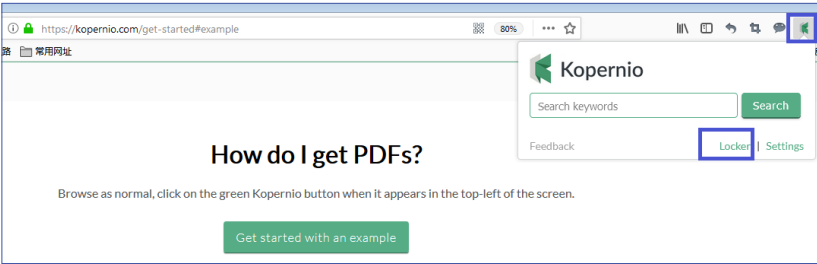 https://kopernio.com/get-started#example
80%
路 常用网址
Kopernio
Search keywords
Search
Feedback
Locker | Settings
How do I get PDFs?
Browse as normal, click on the green Kopernio button when it appears in the top-left of the screen.
Get started with an example